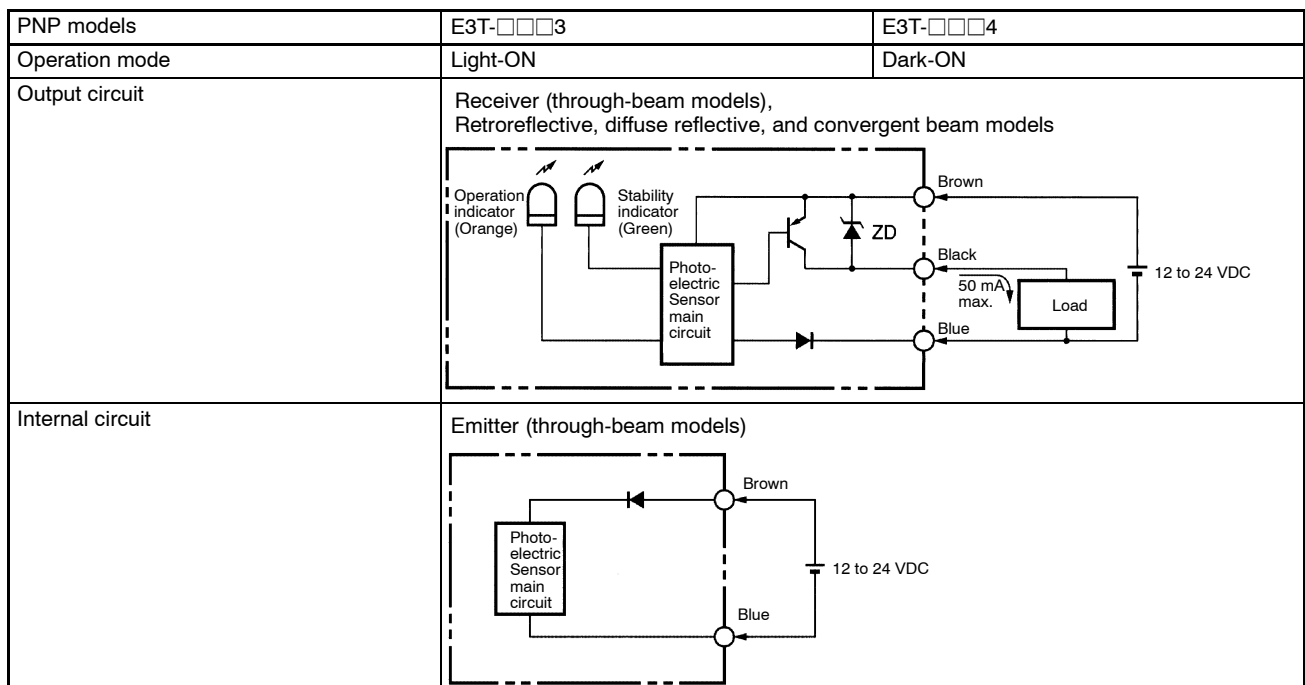 PNP models
E3T-□□□3
E3T-□□□4
Operation mode
Light-ON
Dark-ON
Output circuit
Receiver (through-beam models),
Retroreflective, diffuse reflective, and convergent beam models
Operation
indicator
(Orange)
Stability
indicator
(Green)
Photo-
electric
Sensor
main
circuit
ZD
Brown
Black
50 mA
max.
Load
12 to 24 VDC
Blue
Internal circuit
Emitter (through-beam models)
Brown
Photo-
electric
Sensor
main
circuit
12 to 24 VDC
Blue